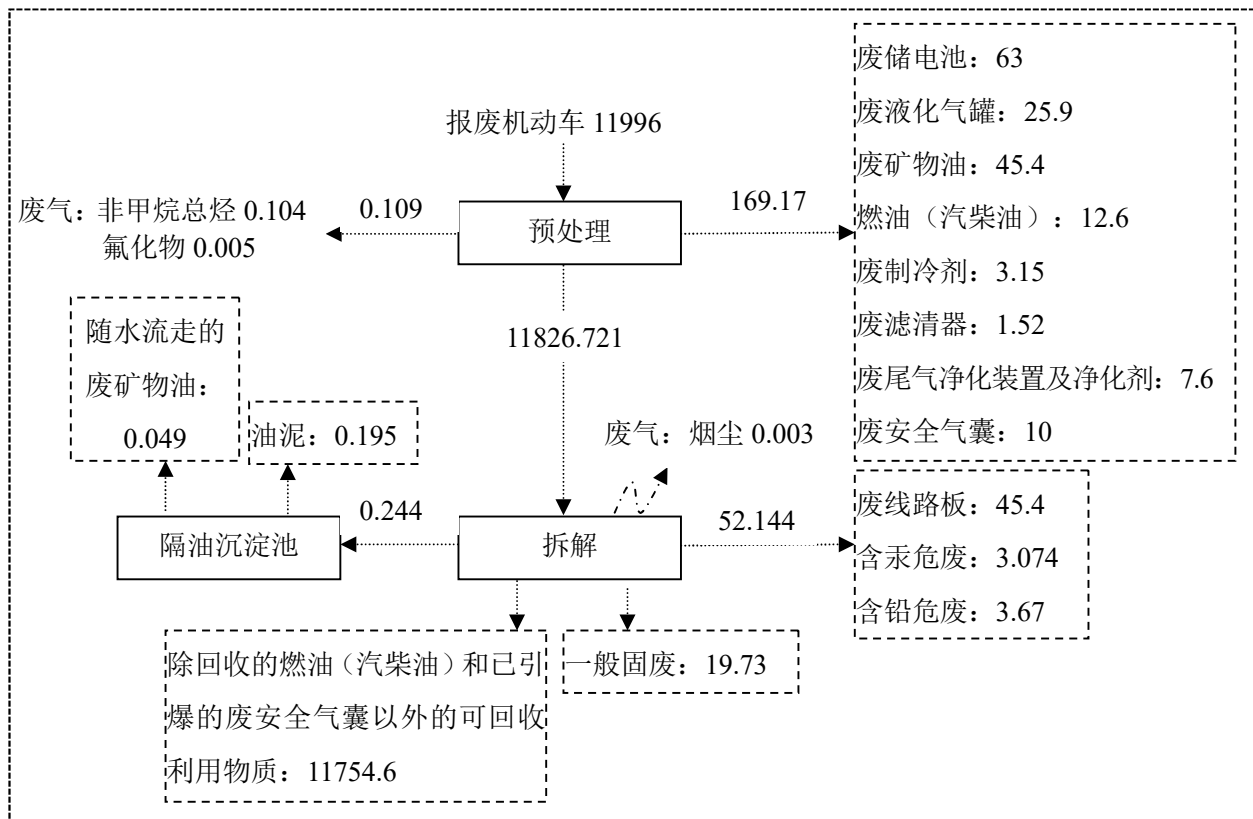 报废机动车 11996
废气：非甲烷总烃 0.104
氟化物 0.005
0.109
预处理
169.17
废储电池：63
废液化气罐：25.9
废矿物油：45.4
燃油（汽柴油）：12.6
废制冷剂：3.15
废滤清器：1.52
废尾气净化装置及净化剂：7.6
废安全气囊：10
11826.721
随水流走的
废矿物油：
0.049
油泥：0.195
废气：烟尘 0.003
隔油沉淀池
0.244
拆解
52.144
废线路板：45.4
含汞危废：3.074
含铅危废：3.67
除回收的燃油（汽柴油）和已引
爆的废安全气囊以外的可回收
利用物质：11754.6
一般固废：19.73